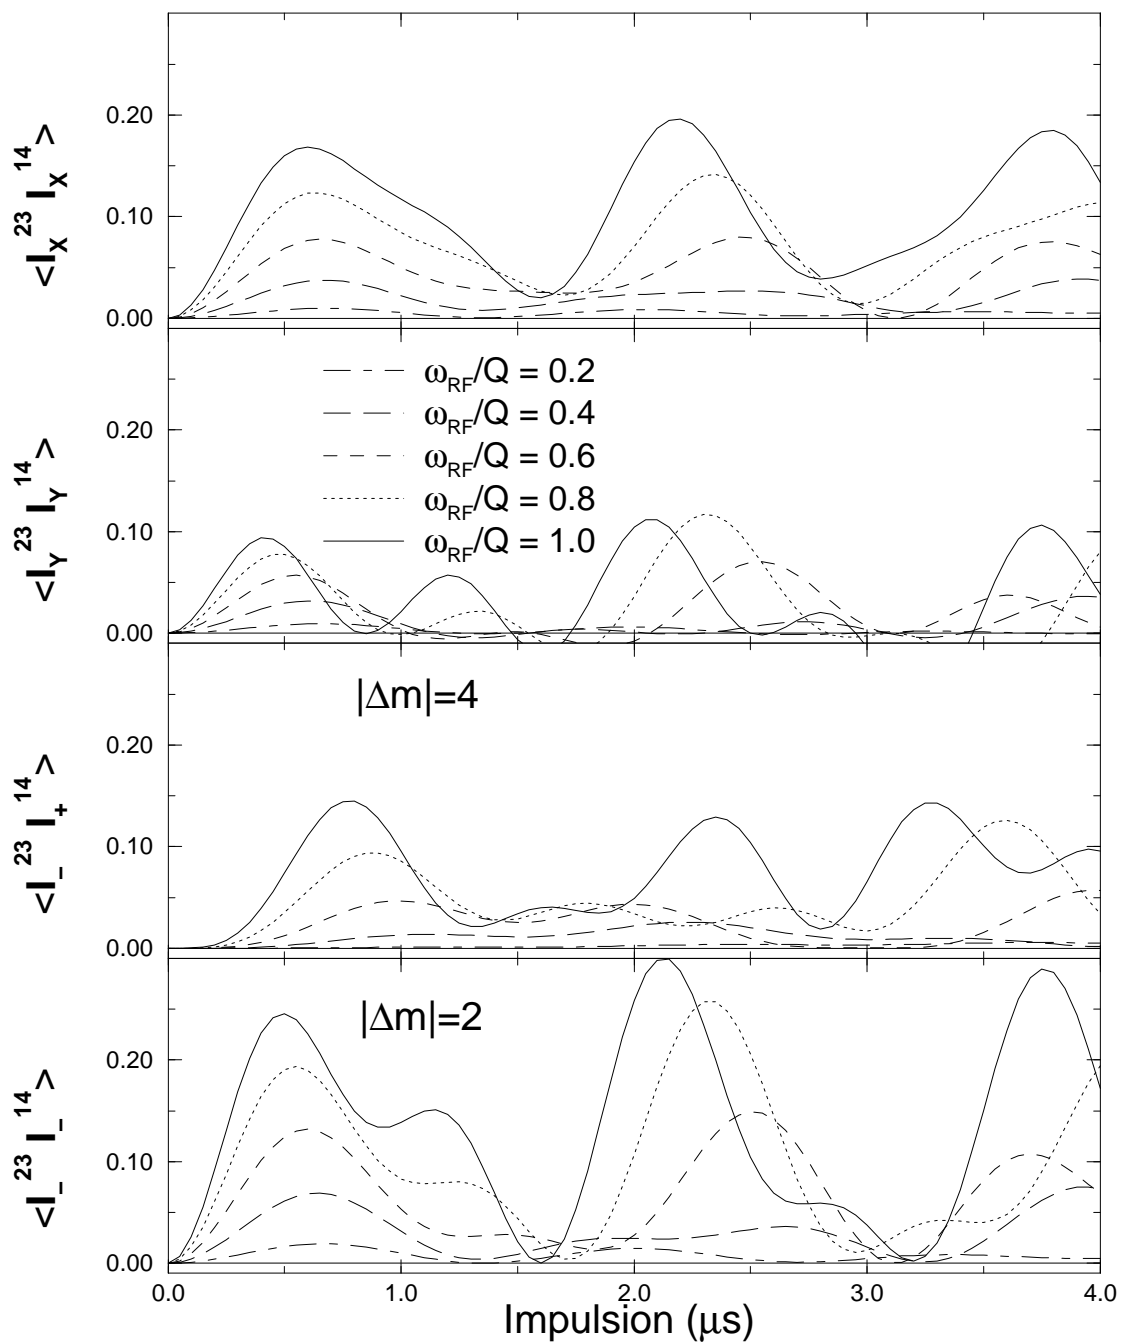 <I_X^23 I_X^14>
0.20
0.10
0.00
<I_Y^23 I_Y^14>
ω_RF/Q = 0.2
ω_RF/Q = 0.4
ω_RF/Q = 0.6
ω_RF/Q = 0.8
ω_RF/Q = 1.0
0.20
0.10
0.00
<I_-^23 I_+^14>
|Δm|=4
0.20
0.10
0.00
<I_-^23 I_-^14>
|Δm|=2
0.20
0.10
0.00
0.0 1.0 2.0 3.0 4.0
Impulsion (μs)